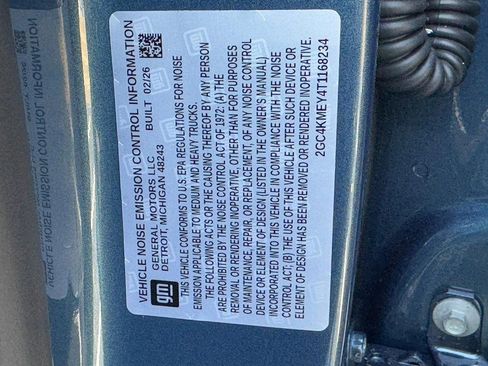 VEHICLE NOISE EMISSION CONTROL INFORMATION
GENERAL MOTORS LLC BUILT 02/26
DETROIT, MICHIGAN 48243
gm
THIS VEHICLE CONFORMS TO U.S. EPA REGULATIONS FOR NOISE
EMISSION APPLICABLE TO MEDIUM AND HEAVY TRUCKS.
THE FOLLOWING ACTS OR THE CAUSING THEREOF BY ANY PERSON
ARE PROHIBITED BY THE NOISE CONTROL ACT OF 1972: (A) THE
REMOVAL OR RENDERING INOPERATIVE, OTHER THAN FOR PURPOSES
OF MAINTENANCE, REPAIR, OR REPLACEMENT, OF ANY NOISE CONTROL
DEVICE OR ELEMENT OF DESIGN (LISTED IN THE OWNER'S MANUAL)
INCORPORATED INTO THIS VEHICLE IN COMPLIANCE WITH THE NOISE
CONTROL ACT, (B) THE USE OF THIS VEHICLE AFTER SUCH DEVICE OR
ELEMENT OF DESIGN HAS BEEN REMOVED OR RENDERED INOPERATIVE.
2GC4KMEY4T1168234